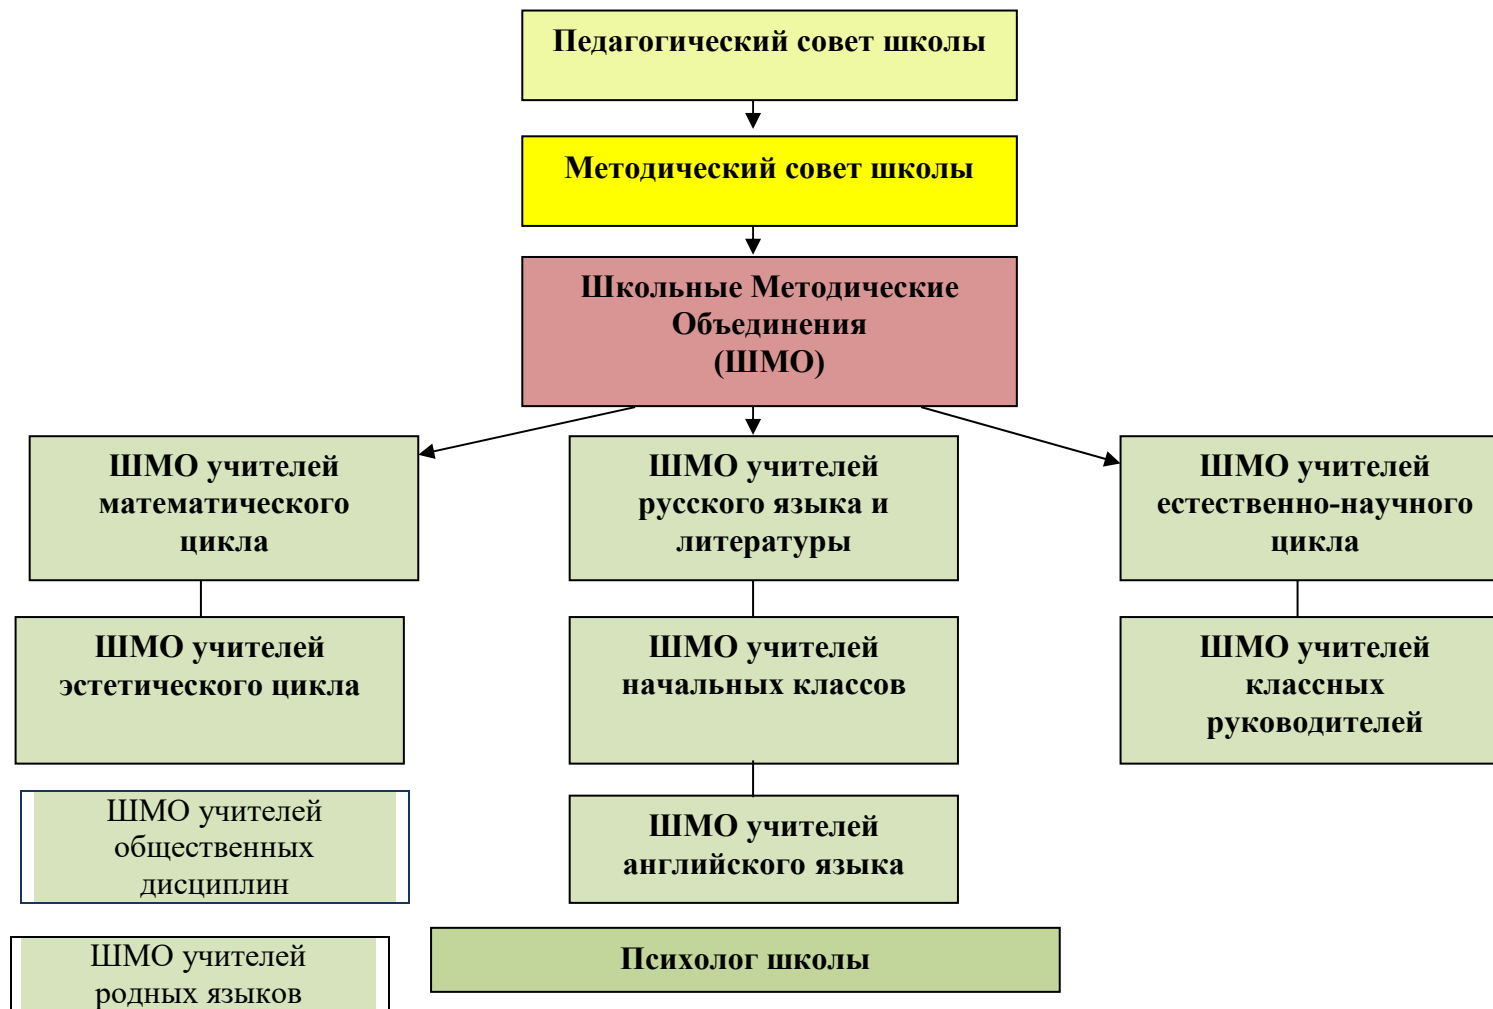 Педагогический совет школы
Методический совет школы
Школьные Методические
Объединения
(ШМО)
ШМО учителей
математического
цикла
ШМО учителей
русского языка и
литературы
ШМО учителей
естественно-научного
цикла
ШМО учителей
эстетического цикла
ШМО учителей
начальных классов
ШМО учителей
классных
руководителей
ШМО учителей
общественных
дисциплин
ШМО учителей
английского языка
ШМО учителей
родных языков
Психолог школы